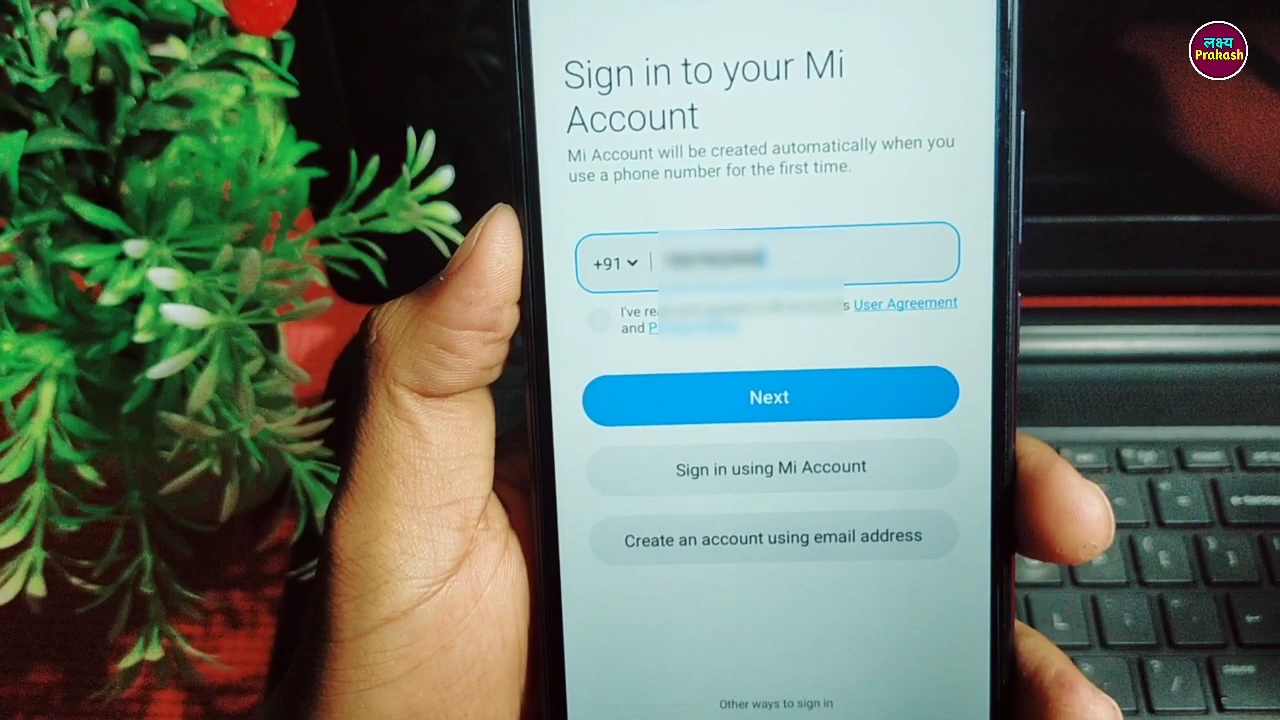 लक्ष्य
Prakash
Sign in to your Mi
Account
Mi Account will be created automatically when you
use a phone number for the first time.
+91
I've re s User Agreement
and P
Next
Sign in using Mi Account
Create an account using email address
Other ways to sign in